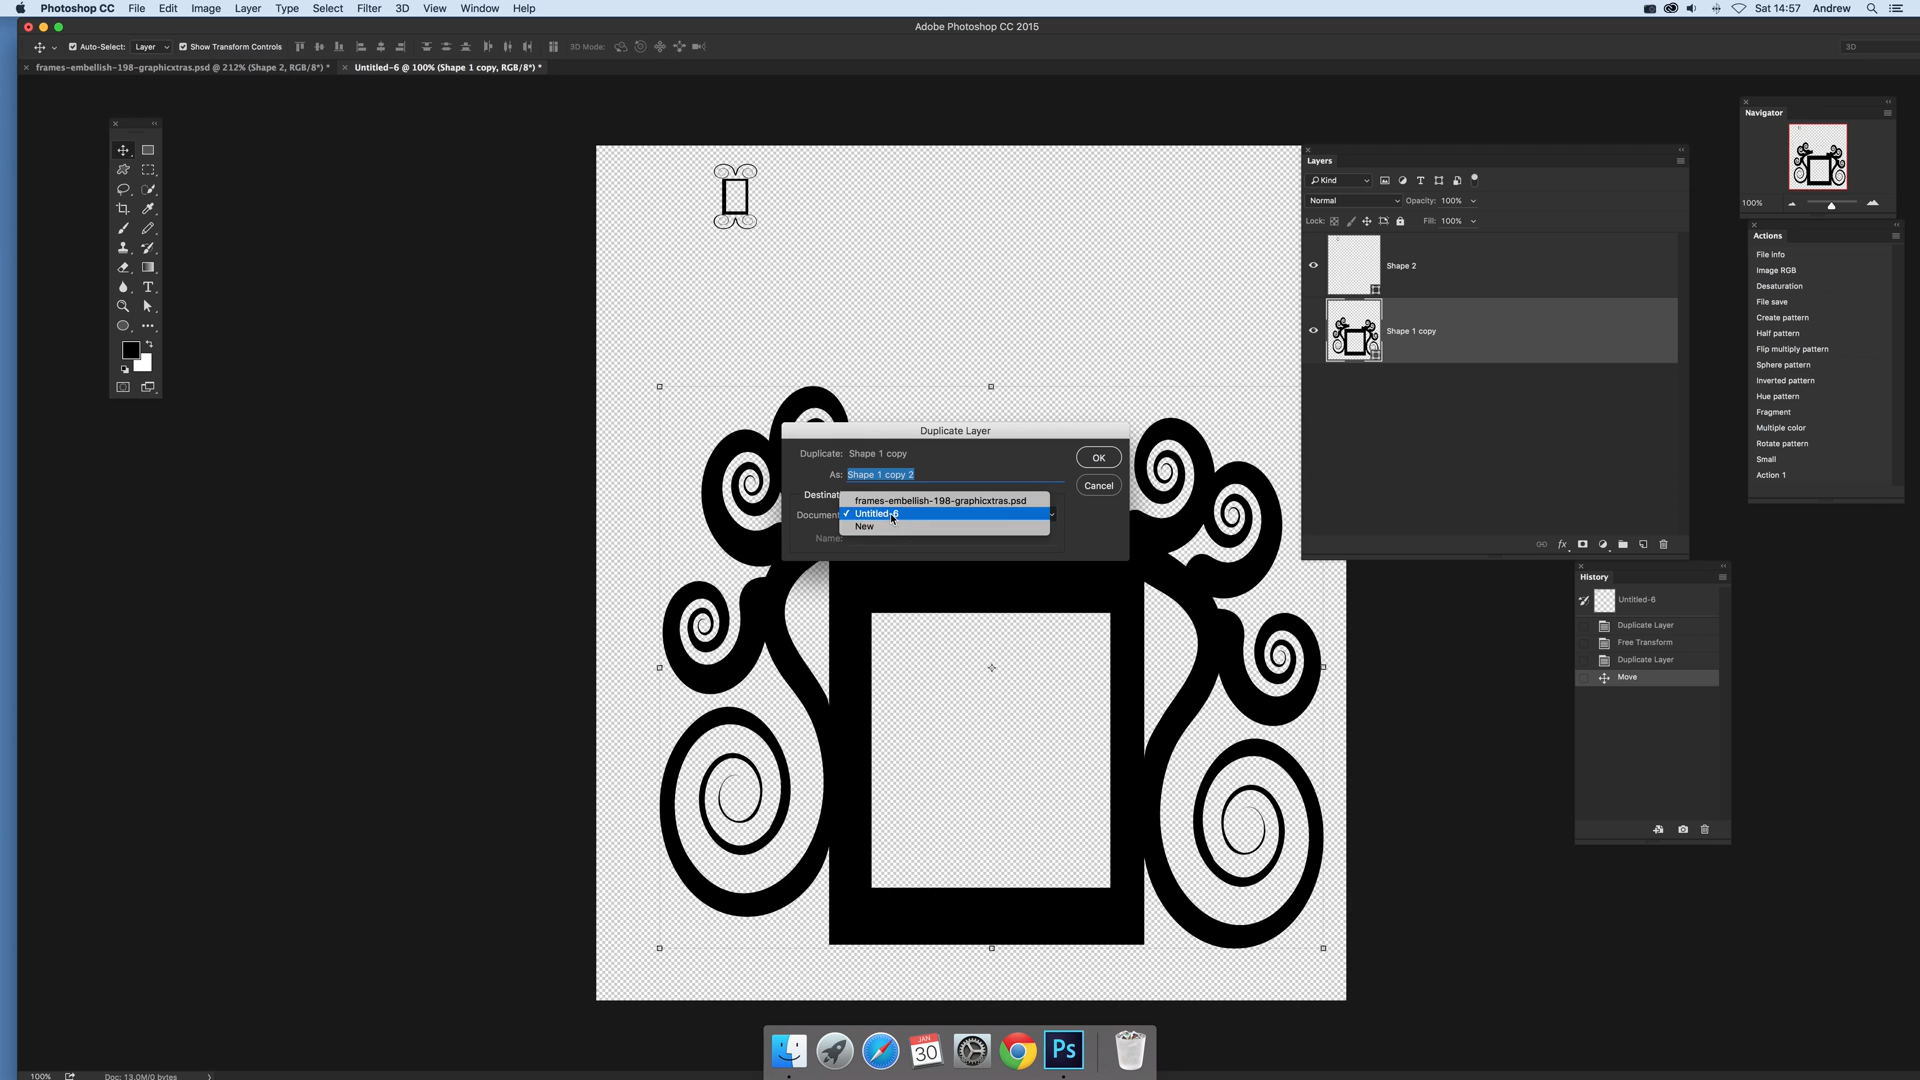 Photoshop CC File Edit Image Layer Type Select Filter 3D View Window Help Sat 14:57 Andrew
Adobe Photoshop CC 2015
Auto-Select: Layer Show Transform Controls 3D Mode: 3D
frames-embellish-198-graphicxtras.psd @ 212% (Shape 2, RGB/8*) * Untitled-6 @ 100% (Shape 1 copy, RGB/8*) *
Navigator
100%
Layers
Kind
Normal Opacity: 100%
Lock: Fill: 100%
Shape 2
Shape 1 copy
Actions
File info
Image RGB
Desaturation
File save
Create pattern
Half pattern
Flip multiply pattern
Sphere pattern
Inverted pattern
Hue pattern
Fragment
Multiple color
Rotate pattern
Small
Action 1
Duplicate Layer
Duplicate: Shape 1 copy
OK
As: Shape 1 copy 2
Cancel
Destinat
frames-embellish-198-graphicxtras.psd
Document ✓ Untitled-6
New
Name:
fx
History
Untitled-6
Duplicate Layer
Free Transform
Duplicate Layer
Move
JAN
30
Ps
100% Doc: 13.0M/0 bytes